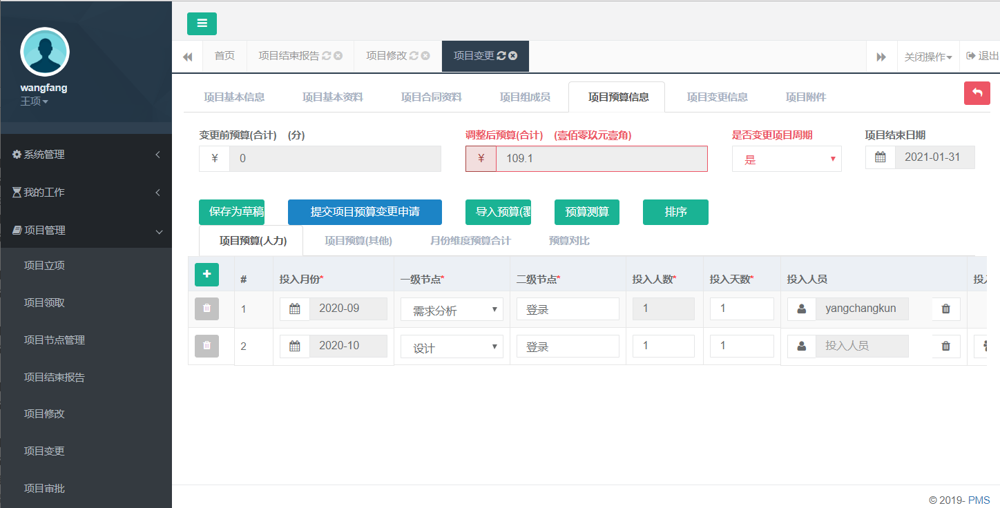 wangfang
王项
系统管理
我的工作
项目管理
项目立项
项目领取
项目节点管理
项目结束报告
项目修改
项目变更
项目审批
首页 项目结束报告 项目修改 项目变更 关闭操作 退出
项目基本信息 项目基本资料 项目合同资料 项目组成员 项目预算信息 项目变更信息 项目附件
变更前预算(合计) (分) 调整后预算(合计) (壹佰零玖元壹角) 是否变更项目周期 项目结束日期
¥ 0 ¥ 109.1 是 2021-01-31
保存为草稿 提交项目预算变更申请 导入预算( 预算测算 排序
项目预算(人力) 项目预算(其他) 月份维度预算合计 预算对比
# 投入月份* 一级节点* 二级节点* 投入人数* 投入天数* 投入人员 投
1 2020-09 需求分析 登录 1 1 yangchangkun
2 2020-10 设计 登录 1 1 投入人员
© 2019- PMS